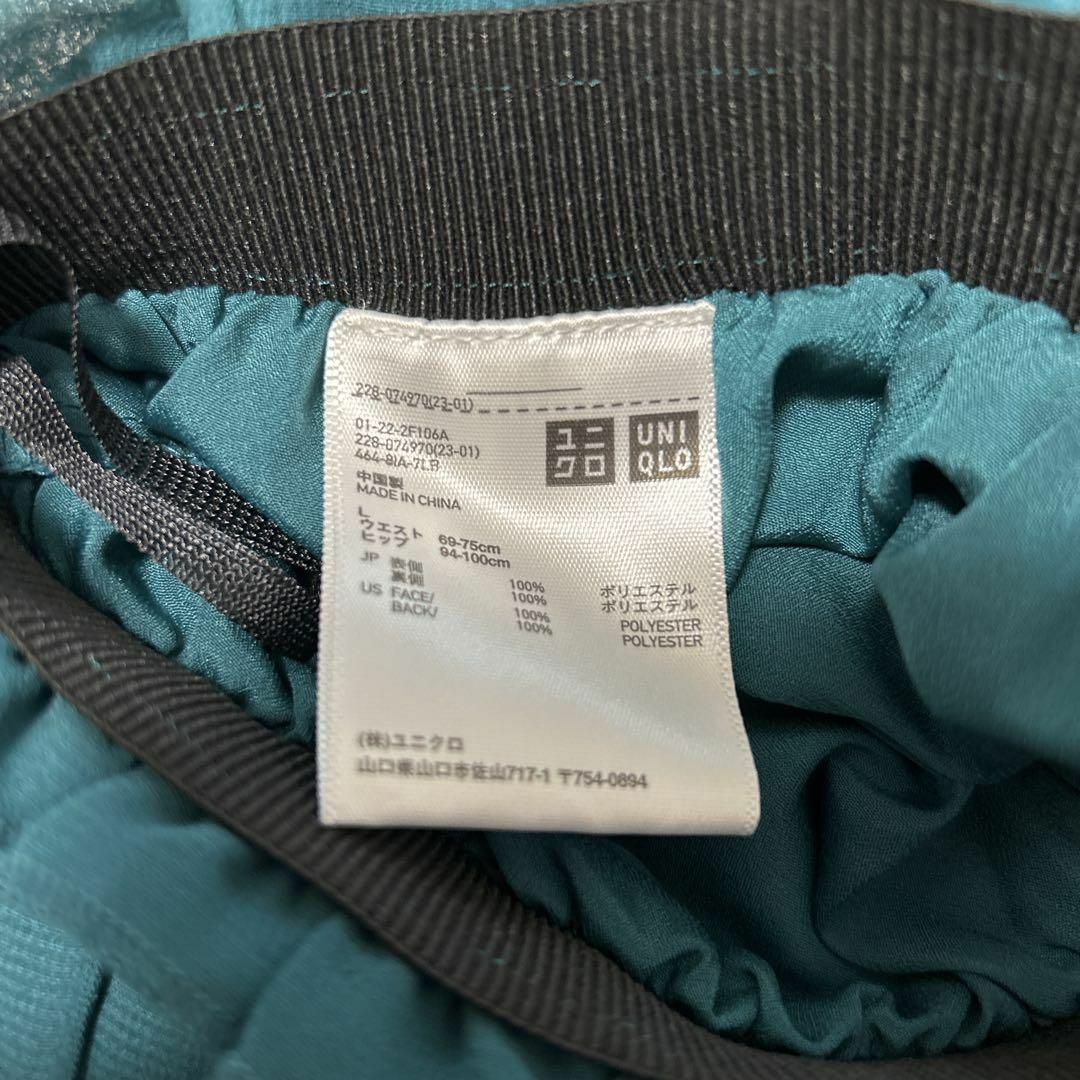 228-074970(23-01)
01-22-2F106A
228-074970(23-01)
464-81A-7LB
ユニ
クロ
UNI
QLO
中国製
MADE IN CHINA
L
ウェスト 69-75cm
ヒップ 94-100cm
JP 表側 100% ポリエステル
裏側 100% ポリエステル
US FACE/ 100% POLYESTER
BACK/ 100% POLYESTER
(株)ユニクロ
山口県山口市佐山717-1 〒754-0894